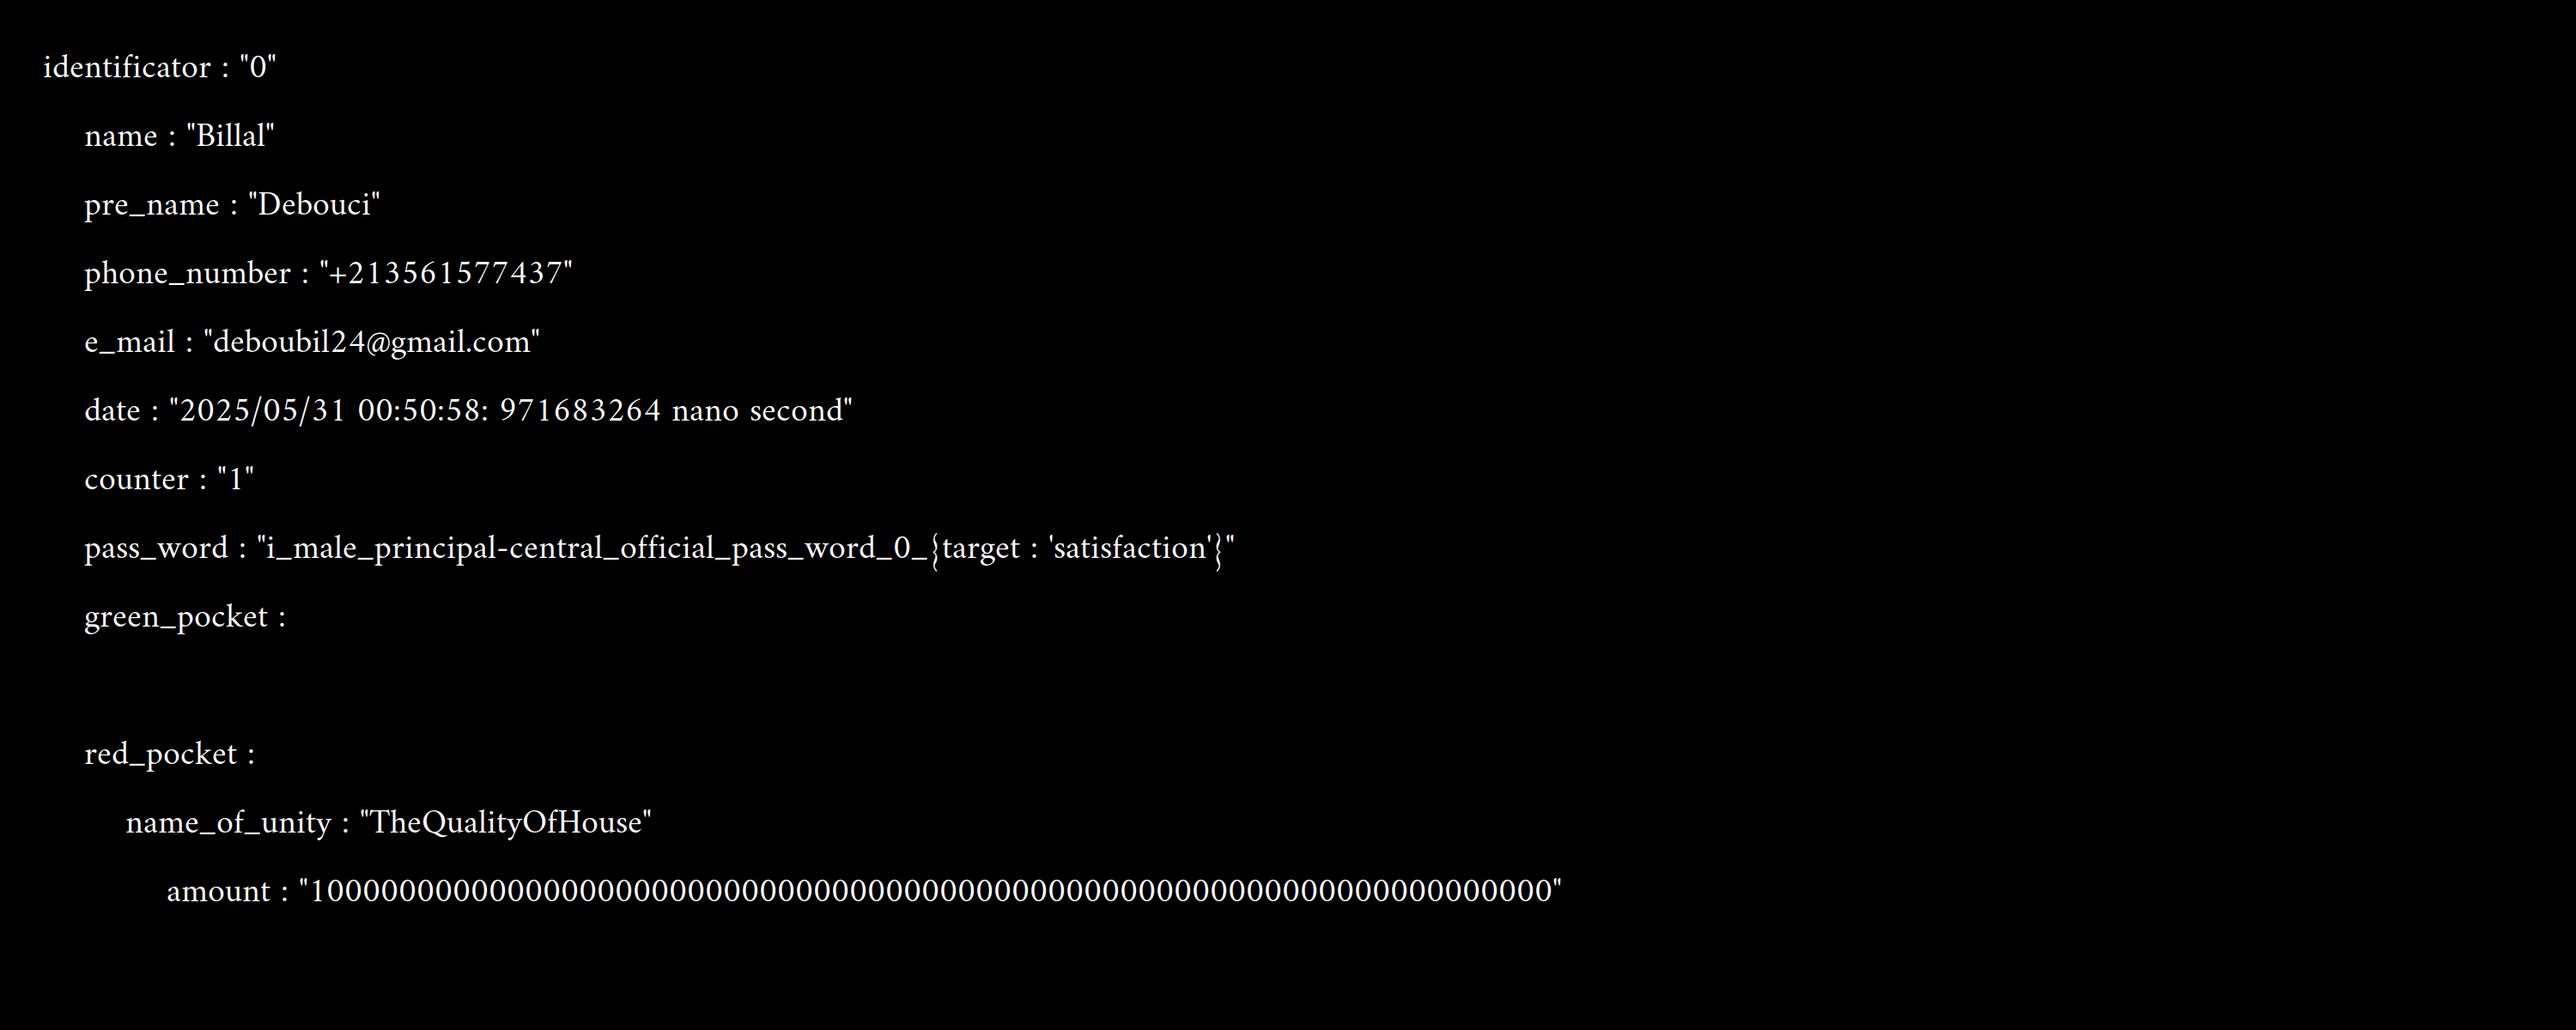 identificator : "0"
name : "Billal"
pre_name : "Debouci"
phone_number : "+213561577437"
e_mail : "deboubil24@gmail.com"
date : "2025/05/31 00:50:58: 971683264 nano second"
counter : "1"
pass_word : "i_male_principal-central_official_pass_word_0_{target : 'satisfaction'}"
green_pocket :
red_pocket :
name_of_unity : "TheQualityOfHouse"
amount : "100000000000000000000000000000000000000000000000000000000000000000000"